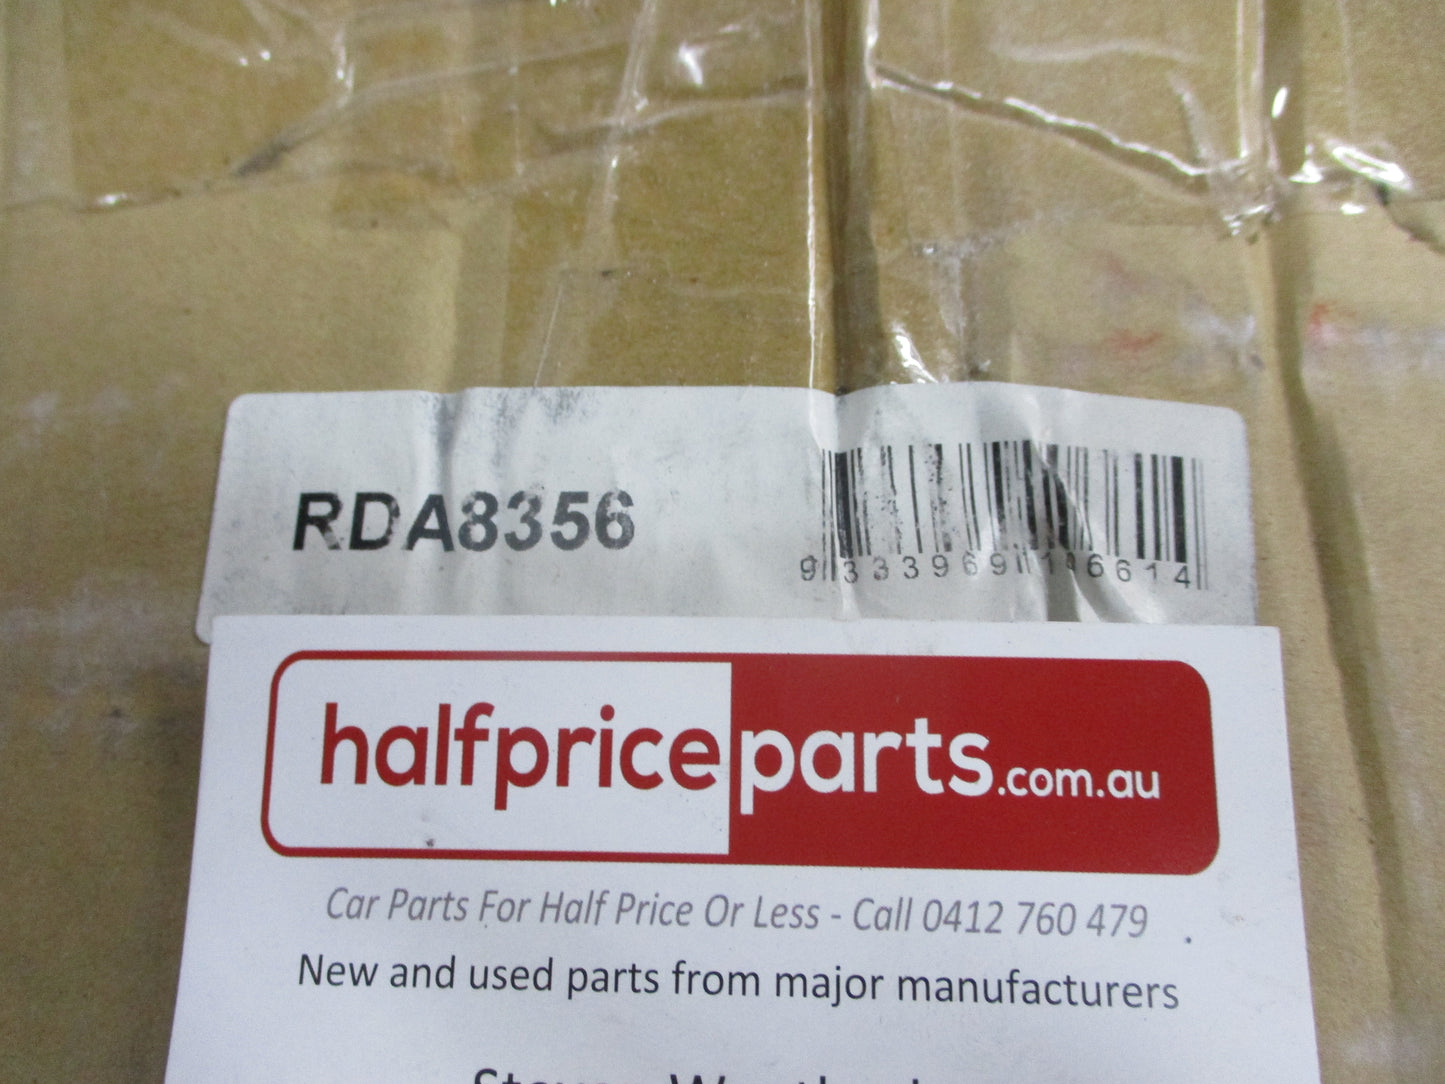 RDA8356
halfpriceparts.com.au
Car Parts For Half Price Or Less - Call 0412 760 479
New and used parts from major manufacturers